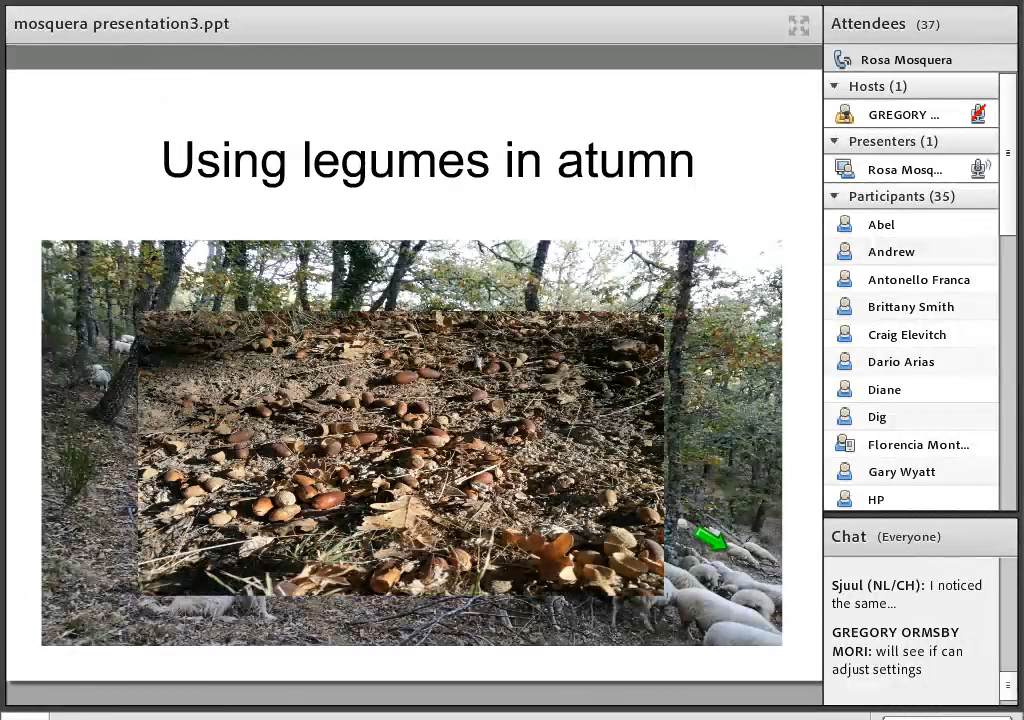 mosquera presentation3.ppt
Using legumes in atumn
Attendees (37)
Rosa Mosquera
Hosts (1)
GREGORY ...
Presenters (1)
Rosa Mosq...
Participants (35)
Abel
Andrew
Antonello Franca
Brittany Smith
Craig Elevitch
Dario Arias
Diane
Dig
Florencia Mont...
Gary Wyatt
HP
Chat (Everyone)
Sjuul (NL/CH): I noticed
the same...
GREGORY ORMSBY
MORI: will see if can
adjust settings